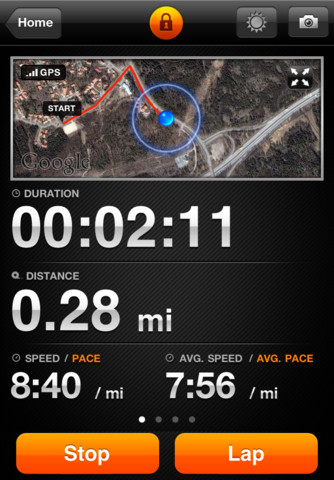 Home
GPS
START
Google
DURATION
00:02:11
DISTANCE
0.28 mi
SPEED / PACE AVG. SPEED / AVG. PACE
8:40 / mi 7:56 / mi
Stop Lap